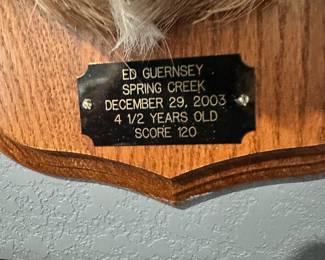 ED GUERNSEY
SPRING CREEK
DECEMBER 29, 2003
4 1/2 YEARS OLD
SCORE 120